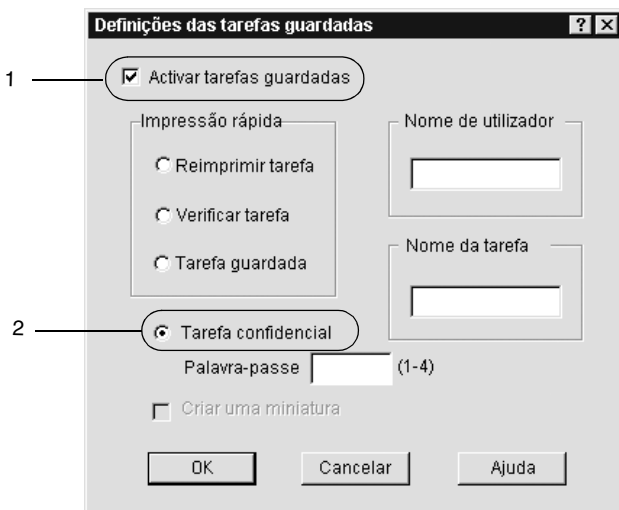 Definições das tarefas guardadas
1
Activar tarefas guardadas
Impressão rápida
Reimprimir tarefa
Verificar tarefa
Tarefa guardada
Nome de utilizador
Nome da tarefa
2
Tarefa confidencial
Palavra-passe (1-4)
Criar uma miniatura
OK Cancelar Ajuda